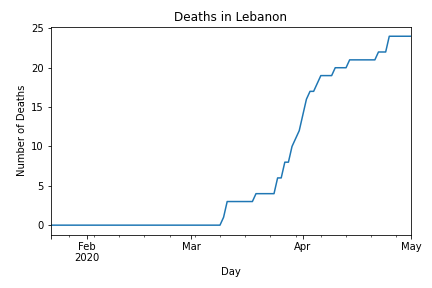 Deaths in Lebanon
25
20
15
10
5
0
Number of Deaths
Feb
2020
Mar
Apr
May
Day